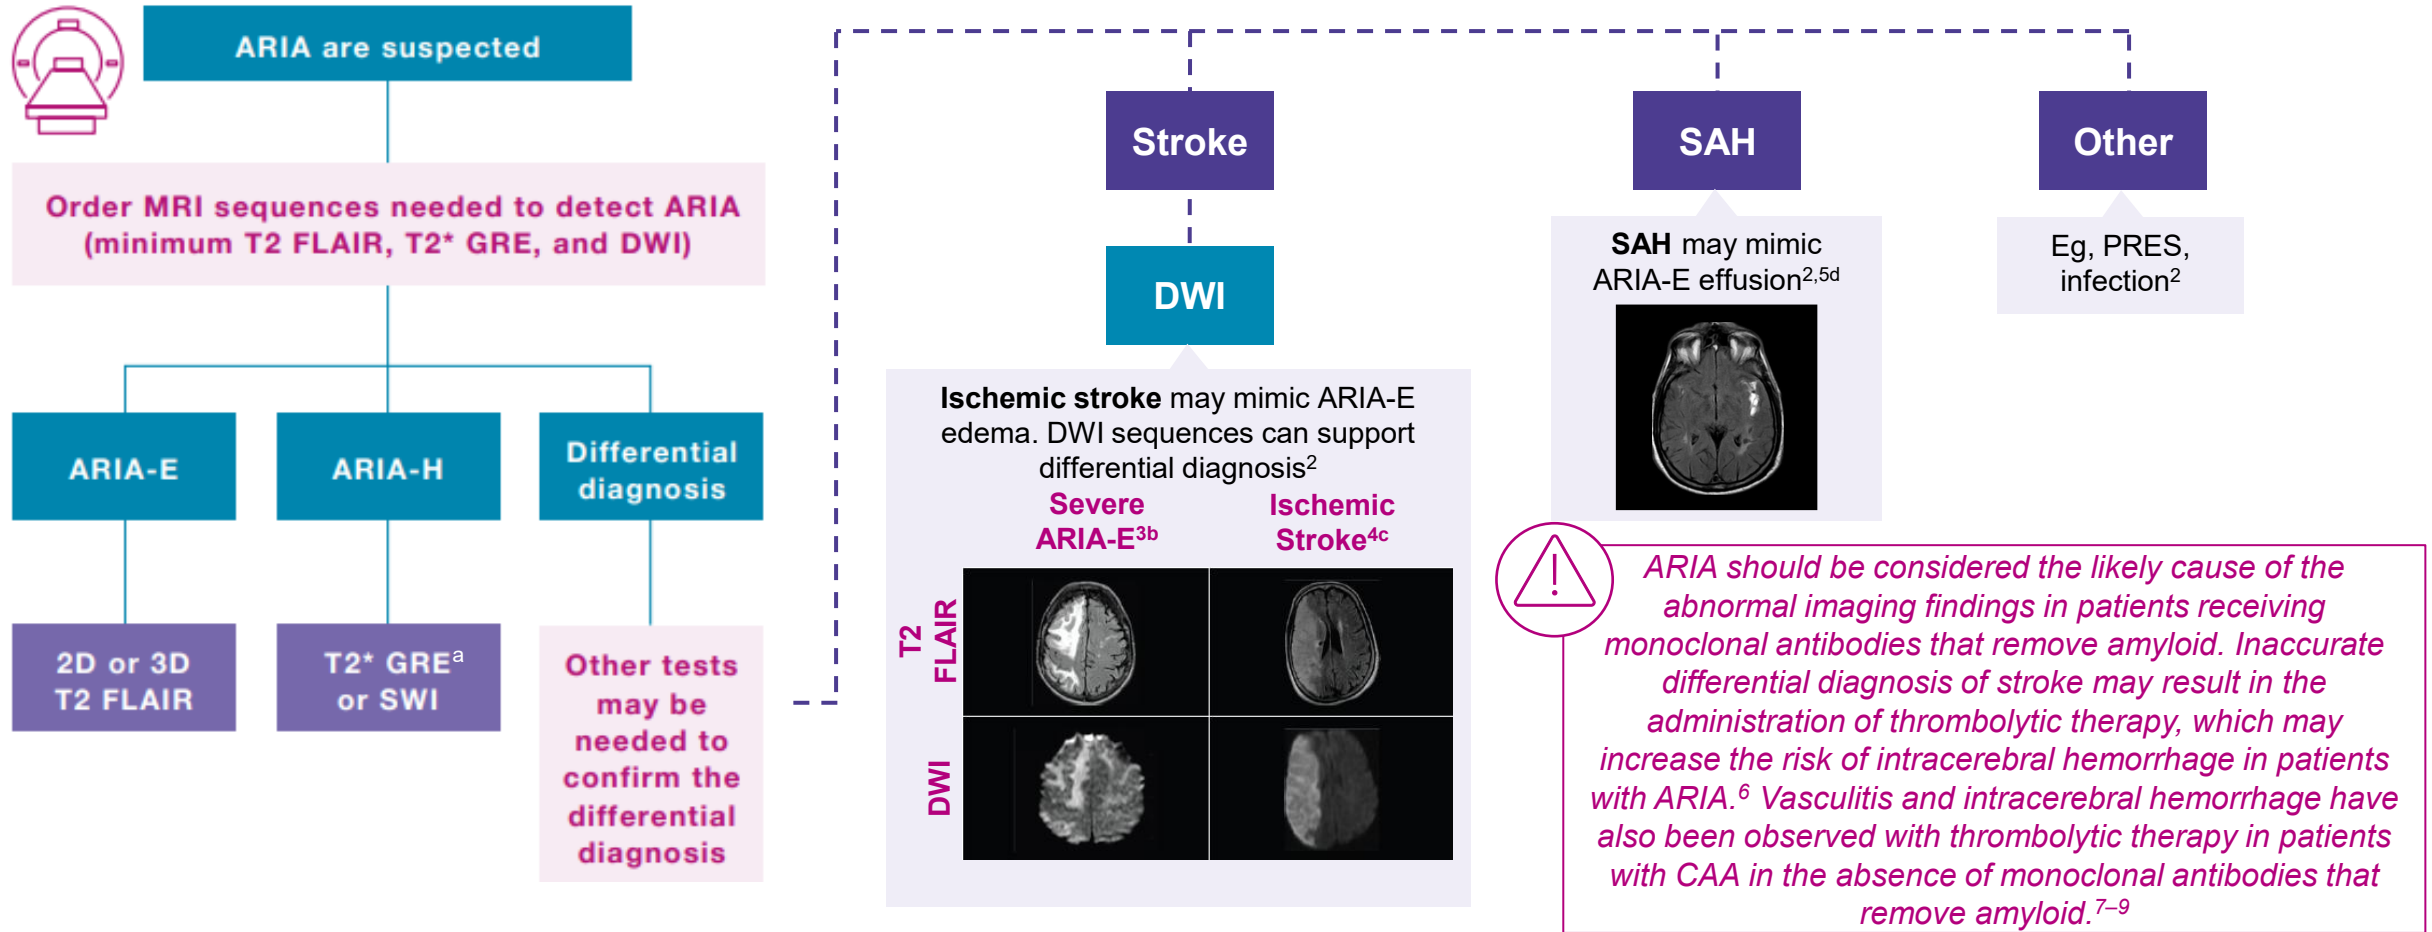 ARIA are suspected
Order MRI sequences needed to detect ARIA
(minimum T2 FLAIR, T2* GRE, and DWI)
ARIA-E
ARIA-H
Differential
diagnosis
2D or 3D
T2 FLAIR
T2* GREᵃ
or SWI
Other tests
may be
needed to
confirm the
differential
diagnosis
Stroke
DWI
Ischemic stroke may mimic ARIA-E
edema. DWI sequences can support
differential diagnosis²
Severe
ARIA-E³ᵇ
Ischemic
Stroke⁴ᶜ
T2
FLAIR
DWI
SAH
SAH may mimic
ARIA-E effusion²,⁵ᵈ
Other
Eg, PRES,
infection²
ARIA should be considered the likely cause of the
abnormal imaging findings in patients receiving
monoclonal antibodies that remove amyloid. Inaccurate
differential diagnosis of stroke may result in the
administration of thrombolytic therapy, which may
increase the risk of intracerebral hemorrhage in patients
with ARIA.⁶ Vasculitis and intracerebral hemorrhage have
also been observed with thrombolytic therapy in patients
with CAA in the absence of monoclonal antibodies that
remove amyloid.⁷⁻⁹